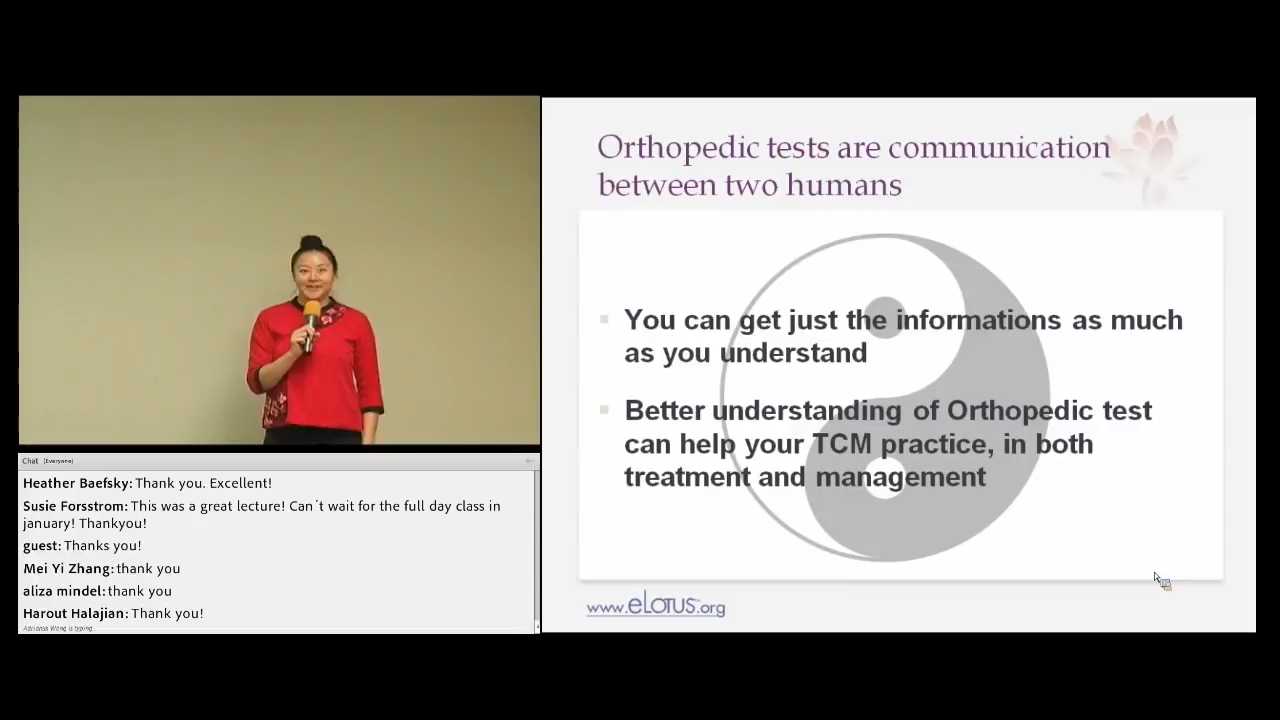 Orthopedic tests are communication
between two humans
You can get just the informations as much
as you understand
Better understanding of Orthopedic test
can help your TCM practice, in both
treatment and management
www.eLOTUS.org
Chat (Everyone)
Heather Baefsky: Thank you. Excellent!
Susie Forsstrom: This was a great lecture! Can´t wait for the full day class in
january! Thankyou!
guest: Thanks you!
Mei Yi Zhang: thank you
aliza mindel: thank you
Harout Halajian: Thank you!
Adrianus Wong is typing..